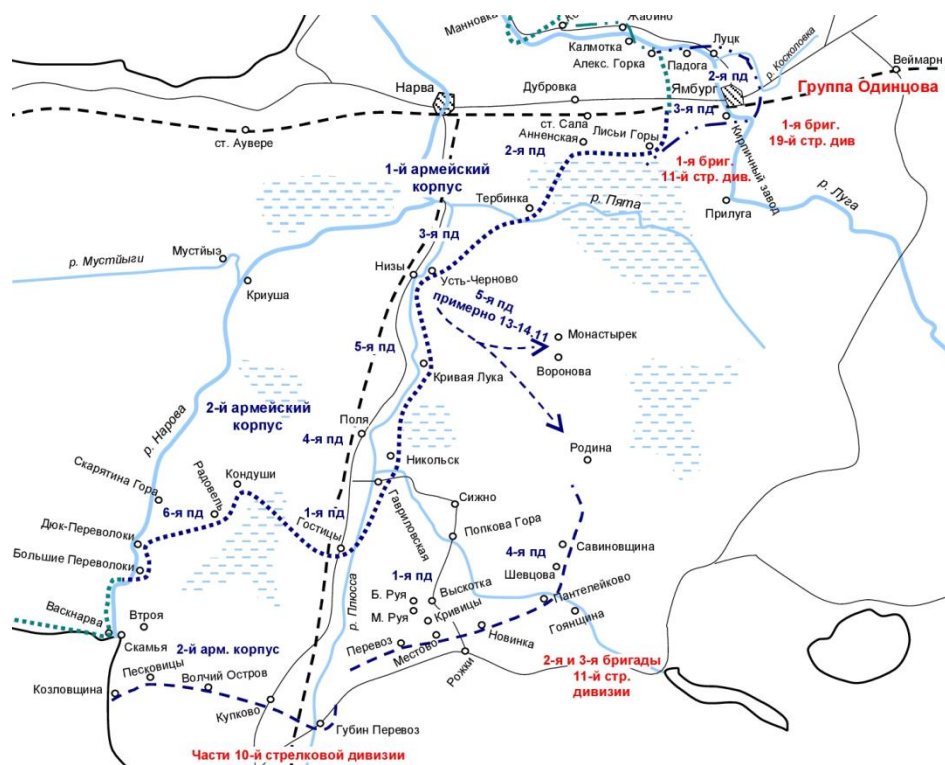 Ко
Жабино
Манновка
Калмотка
Луцк
Алекс. Горка
Падога
р. Косколовка
Веймарн
2-я пд
Ямбург
Группа Одинцова
Нарва
Дубровка
3-я пд
ст. Аувере
ст. Сала
Анненская
Лисьи Горы
2-я пд
Кирпичный завод
1-я бриг.
19-й стр. див
1-я бриг.
11-й стр. див.
1-й армейский
корпус
Тербинка
р. Пята
Прилуга
р. Луга
3-я пд
Мустйыэ
р. Мустйыги
Низы
Усть-Черново
Криуша
5-я пд
примерно 13-14.11
Монастырек
5-я пд
Воронова
Кривая Лука
2-й армейский
корпус
р. Нарова
Поля
4-я пд
Никольск
Родина
Скарятина Гора
Радовель
Кондуши
Сижно
6-я пд
1-я пд
Гостицы
Гавриловская
Попкова Гора
Дюк-Переволоки
Большие Переволоки
4-я пд
Савиновщина
Шевцова
р. Плюсса
1-я пд
Б. Руя
Выскотка
Пантелейково
М. Руя
Кривицы
Гоянщина
Васкнарва
Втроя
Скамья
Перевоз
Местово
Новинка
2-й арм. корпус
Рожки
2-я и 3-я бригады
11-й стр.
дивизии
Песковицы
Волчий Остров
Козловщина
Купково
Губин Перевоз
Части 10-й стрелковой дивизии